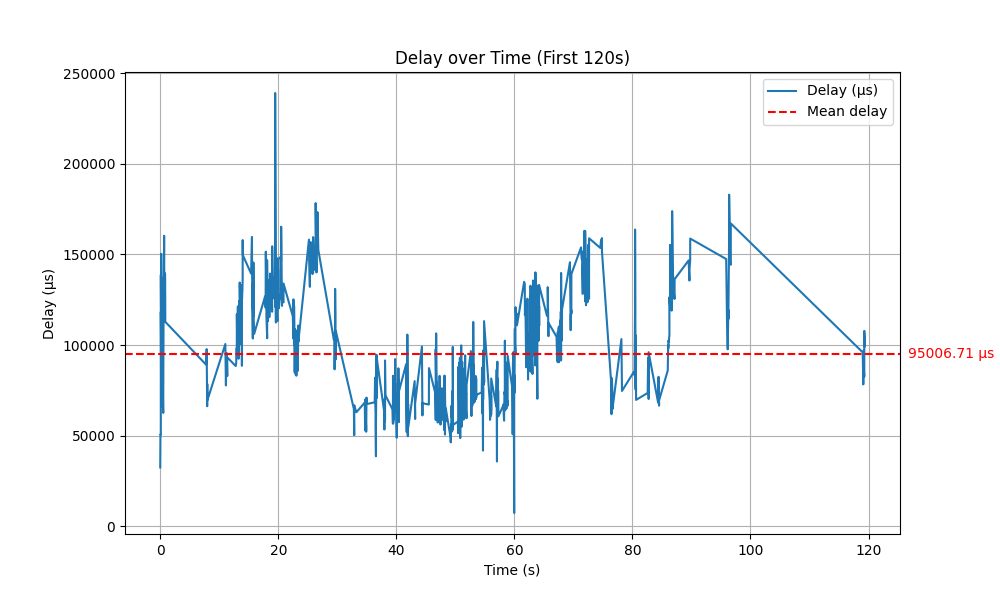 Delay over Time (First 120s)
250000
200000
150000
100000
50000
0
Delay (µs)
Delay (µs)
Mean delay
95006.71 µs
0 20 40 60 80 100 120
Time (s)